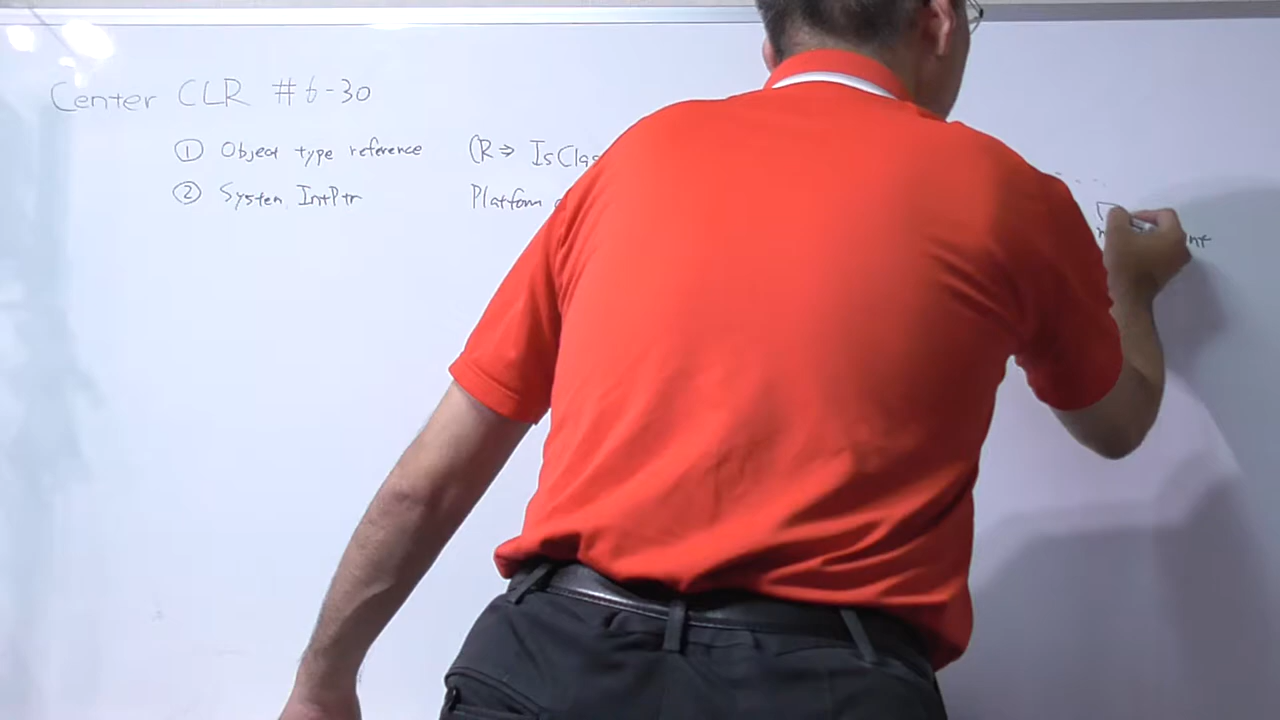 Center CLR #6-30
① Object type reference (R⇒ IsClas
② System.IntPtr Platform